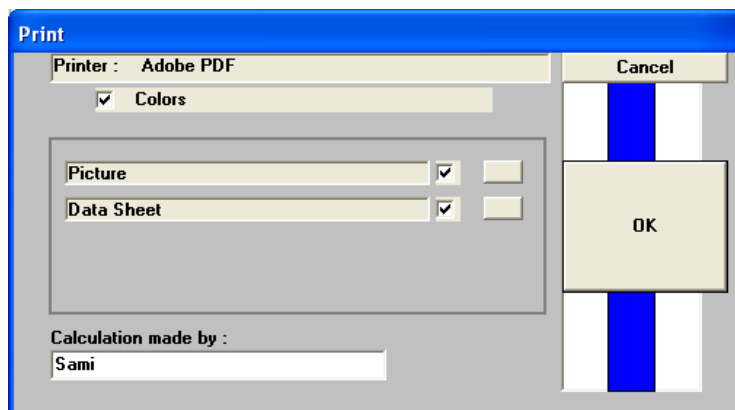 Print
Printer : Adobe PDF
Cancel
Colors
Picture
Data Sheet
OK
Calculation made by :
Sami